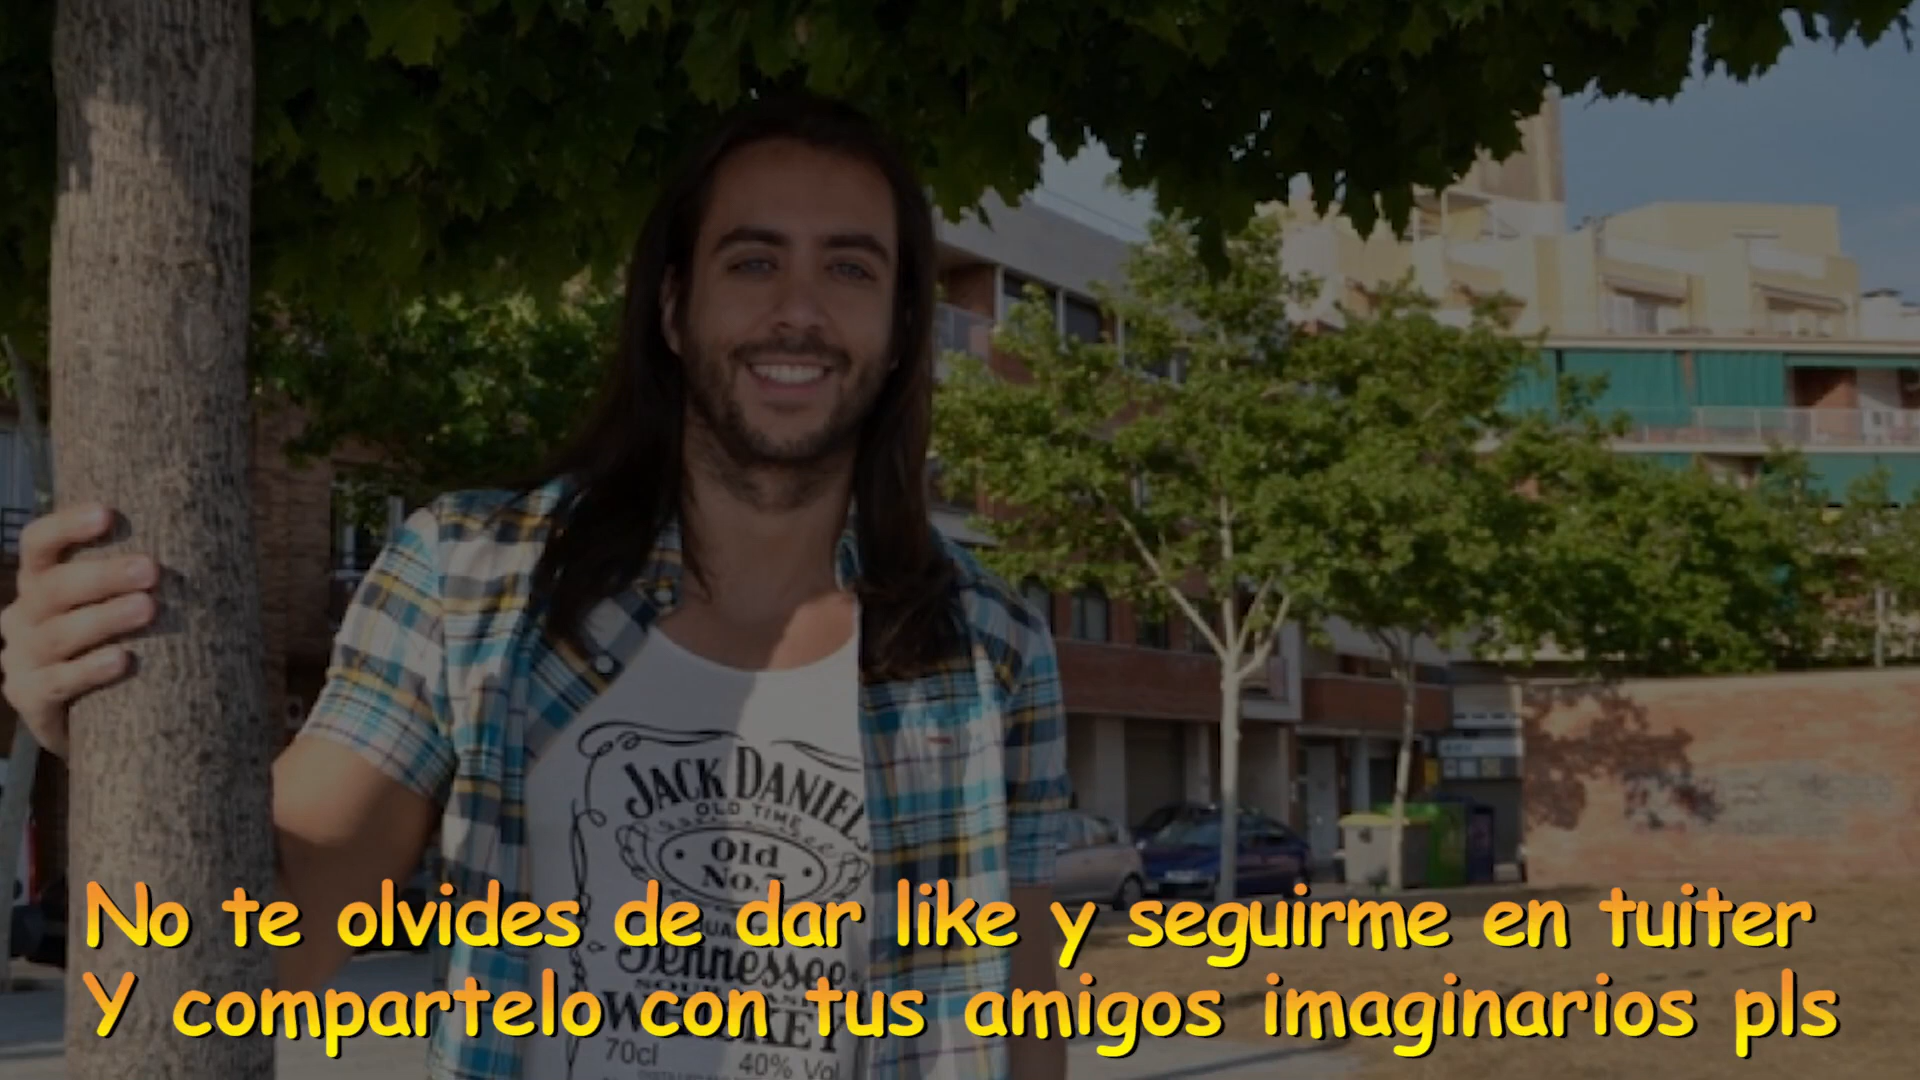 JACK DANIEL
OLD TIME
Old
No.
No te olvides de dar like y seguirme en tuiter
Tennessee
Y compartelo con tus amigos imaginarios pls
70cl 40% Vol